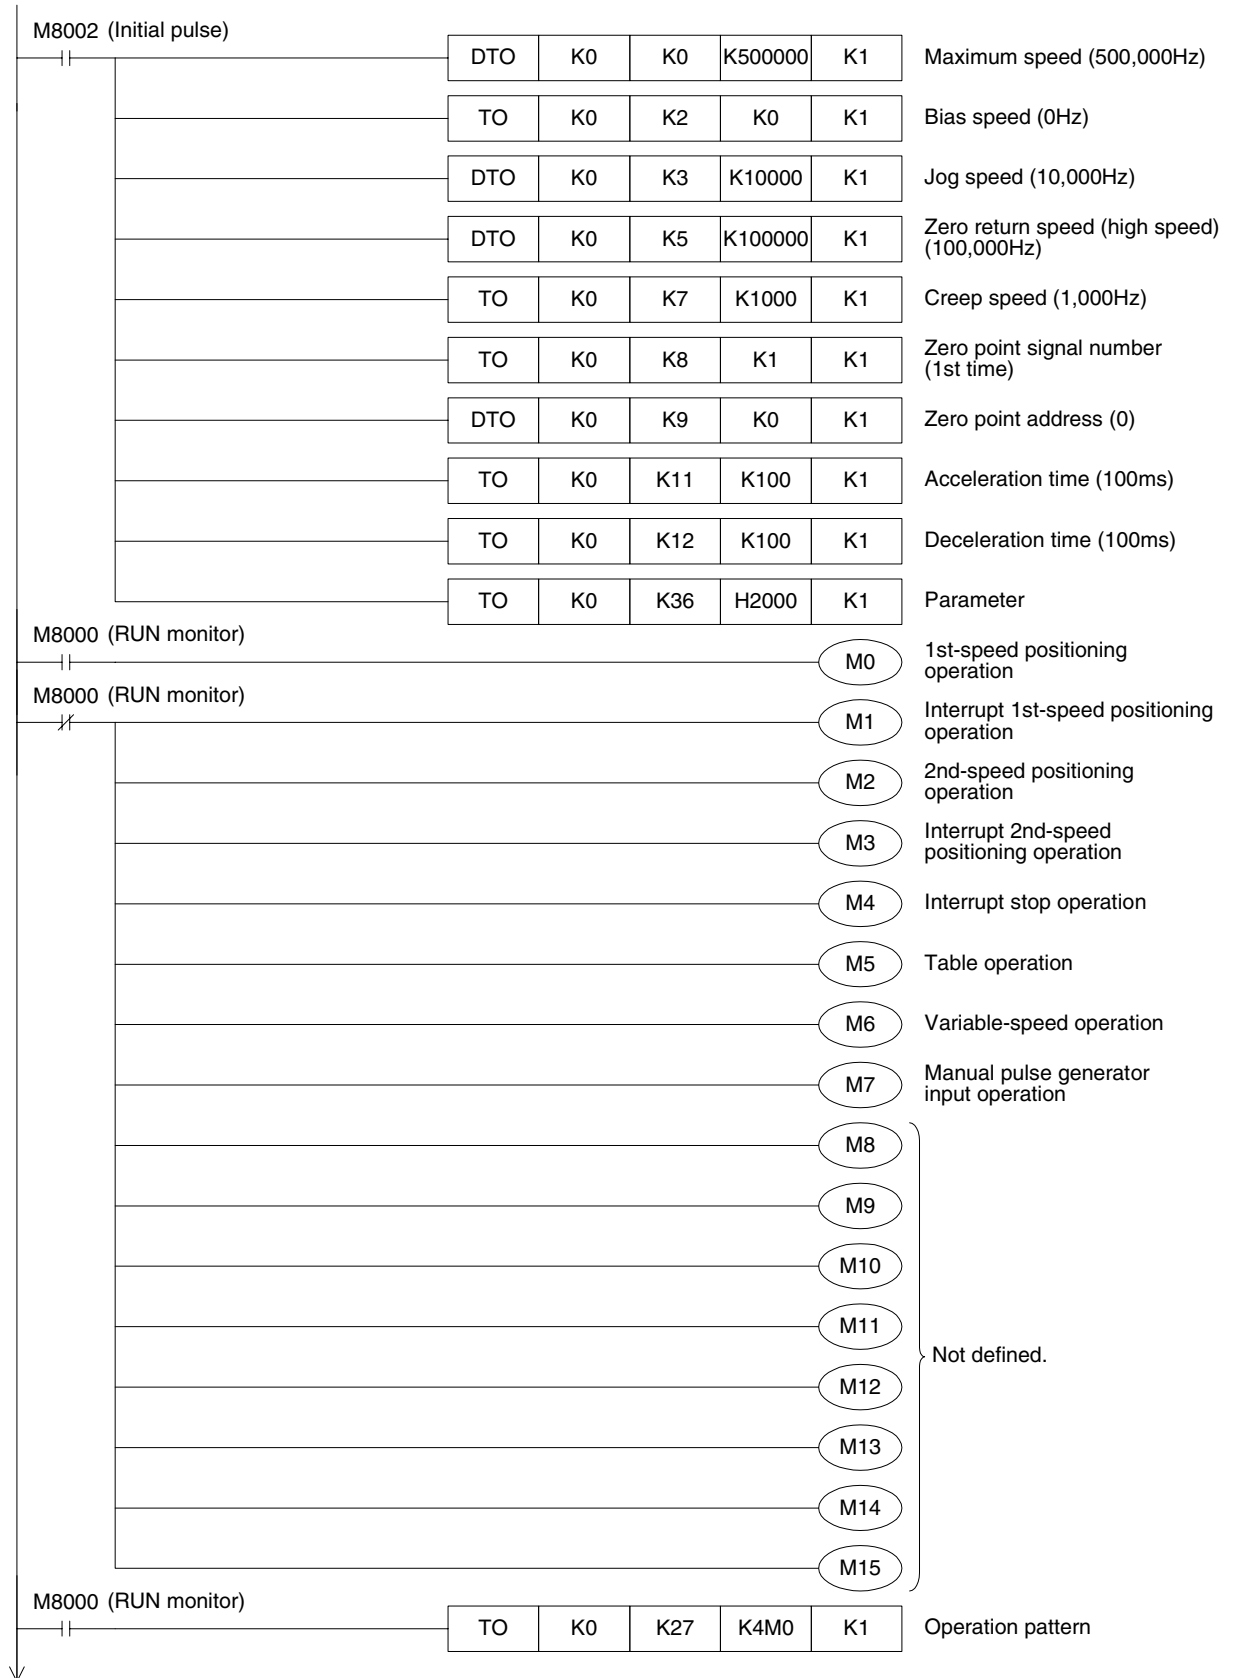 M8002 (Initial pulse)
DTO K0 K0 K500000 K1 Maximum speed (500,000Hz)
TO K0 K2 K0 K1 Bias speed (0Hz)
DTO K0 K3 K10000 K1 Jog speed (10,000Hz)
DTO K0 K5 K100000 K1 Zero return speed (high speed)
(100,000Hz)
TO K0 K7 K1000 K1 Creep speed (1,000Hz)
TO K0 K8 K1 K1 Zero point signal number
(1st time)
DTO K0 K9 K0 K1 Zero point address (0)
TO K0 K11 K100 K1 Acceleration time (100ms)
TO K0 K12 K100 K1 Deceleration time (100ms)
TO K0 K36 H2000 K1 Parameter
M8000 (RUN monitor)
M0 1st-speed positioning
operation
M8000 (RUN monitor)
M1 Interrupt 1st-speed positioning
operation
M2 2nd-speed positioning
operation
M3 Interrupt 2nd-speed
positioning operation
M4 Interrupt stop operation
M5 Table operation
M6 Variable-speed operation
M7 Manual pulse generator
input operation
M8
M9
M10
M11
Not defined.
M12
M13
M14
M15
M8000 (RUN monitor)
TO K0 K27 K4M0 K1 Operation pattern